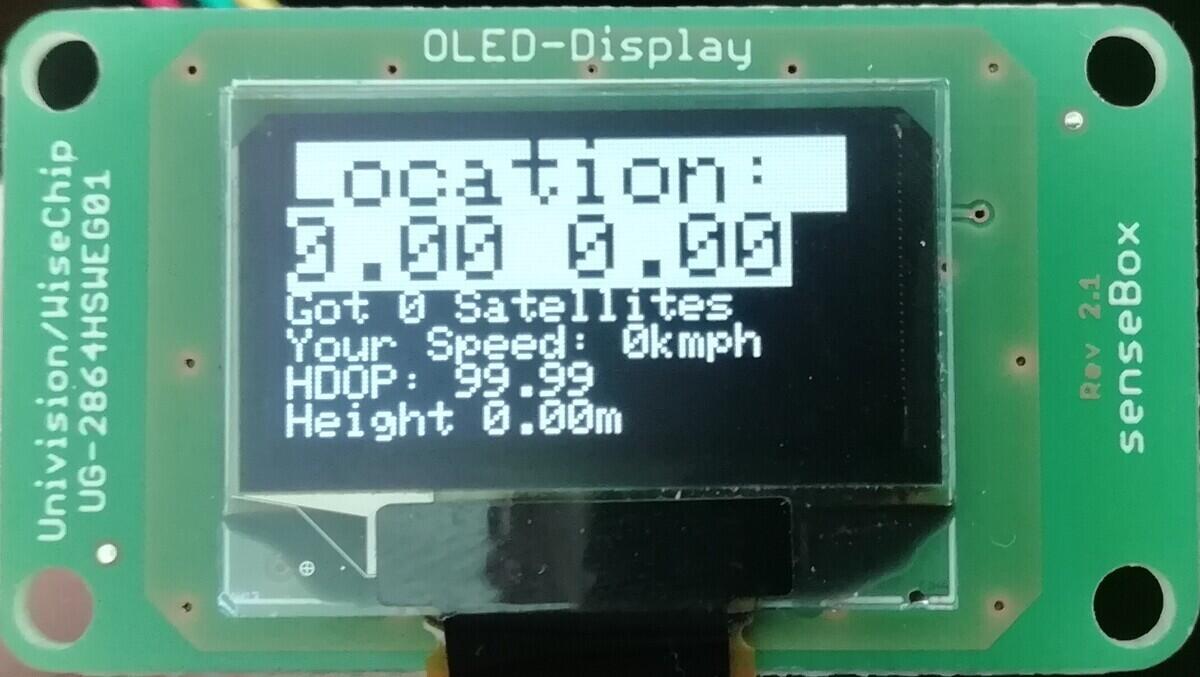 OLED-Display
Univision/WiseChip
UG-2864HSWEG01
Location:
0.00 0.00
Got 0 Satellites
Your Speed: 0kmph
HDOP: 99.99
Height 0.00m
Rev 2.1
senseBox